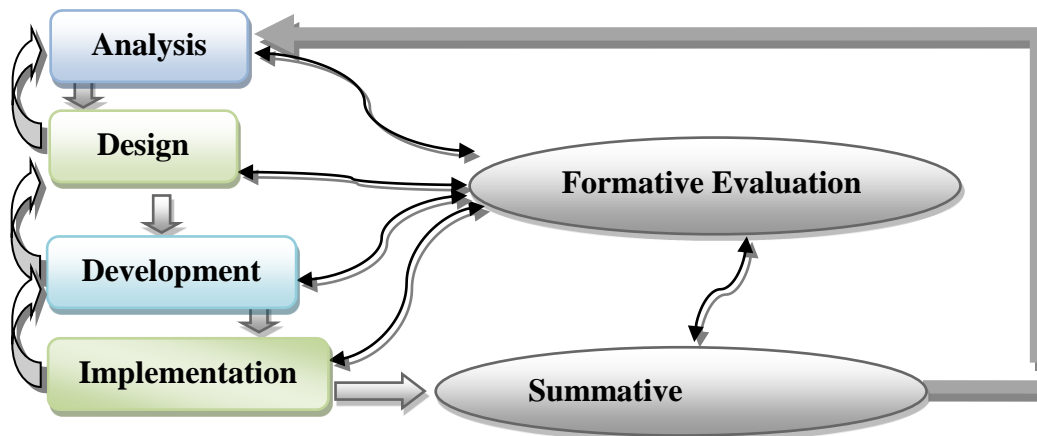 Analysis
Design
Formative Evaluation
Development
Implementation
Summative